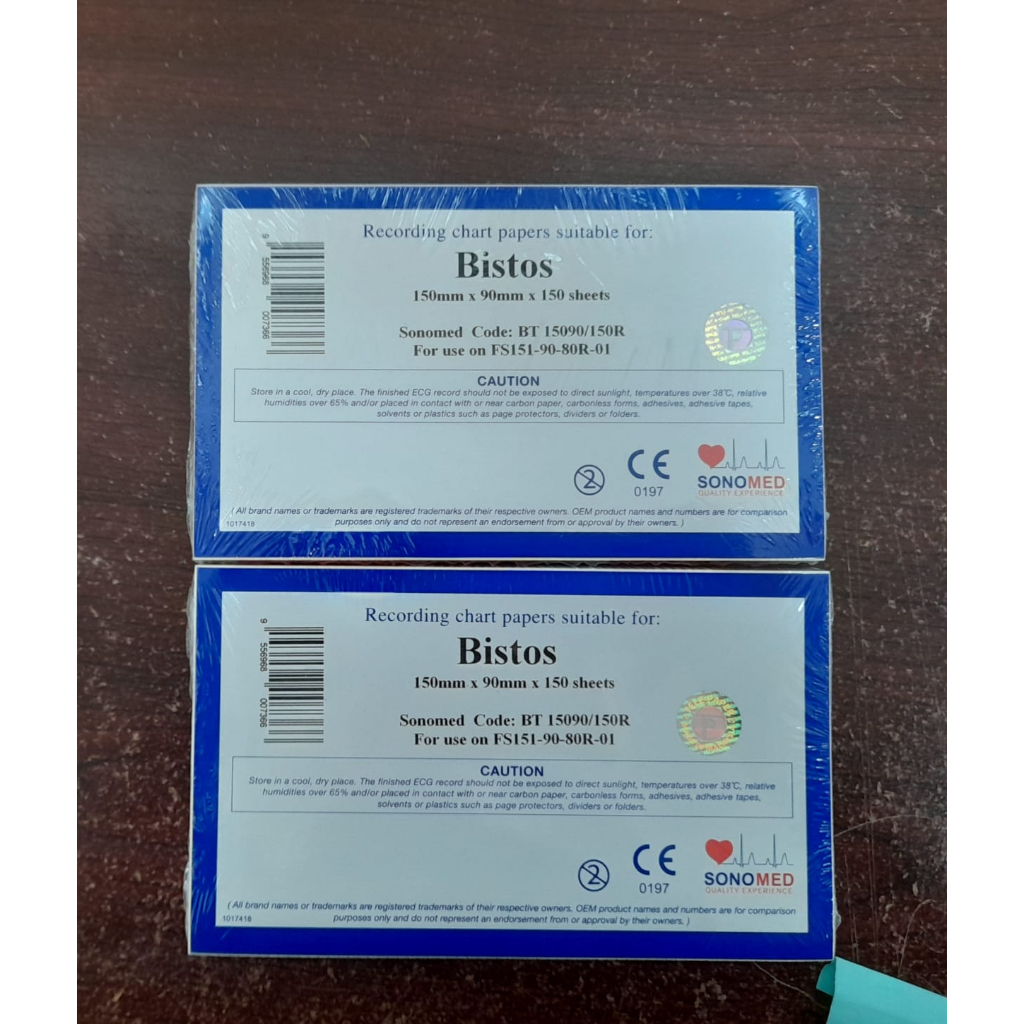 Recording chart papers suitable for:
Bistos
150mm x 90mm x 150 sheets
Sonomed Code: BT 15090/150R
For use on FS151-90-80R-01
9 556968 007366
CAUTION
Store in a cool, dry place. The finished ECG record should not be exposed to direct sunlight, temperatures over 38°C, relative
humidities over 65% and/or placed in contact with or near carbon paper, carbonless forms, adhesives, adhesive tapes,
solvents or plastics such as page protectors, dividers or folders.
2
CE
0197
SONOMED
QUALITY EXPERIENCE
( All brand names or trademarks are registered trademarks of their respective owners. OEM product names and numbers are for comparison
purposes only and do not represent an endorsement from or approval by their owners. )
1017418
Recording chart papers suitable for:
Bistos
150mm x 90mm x 150 sheets
Sonomed Code: BT 15090/150R
For use on FS151-90-80R-01
9 556968 007366
CAUTION
Store in a cool, dry place. The finished ECG record should not be exposed to direct sunlight, temperatures over 38°C, relative
humidities over 65% and/or placed in contact with or near carbon paper, carbonless forms, adhesives, adhesive tapes,
solvents or plastics such as page protectors, dividers or folders.
2
CE
0197
SONOMED
QUALITY EXPERIENCE
( All brand names or trademarks are registered trademarks of their respective owners. OEM product names and numbers are for comparison
purposes only and do not represent an endorsement from or approval by their owners. )
1017418